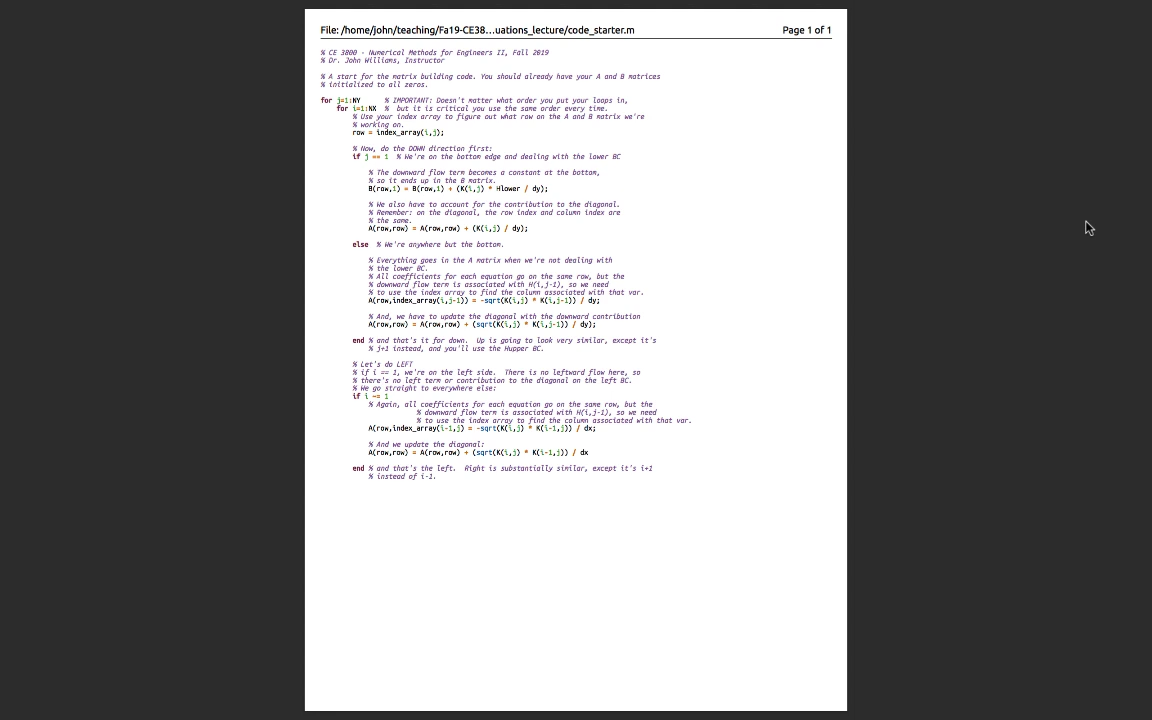 File: /home/john/teaching/Fa19-CE38...uations_lecture/code_starter.m Page 1 of 1
% CE 3800 - Numerical Methods for Engineers II, Fall 2019
% Dr. John Williams, Instructor
% A start for the matrix building code. You should already have your A and B matrices
% initialized to all zeros.
for j=1:NY % IMPORTANT: Doesn't matter what order you put your loops in,
for i=1:NX % but it is critical you use the same order every time.
% Use your index array to figure out what row on the A and B matrix we're
% working on.
row = index_array(i,j);
% Now, do the DOWN direction first:
if j == 1 % We're on the bottom edge and dealing with the lower BC
% The downward flow term becomes a constant at the bottom,
% so it ends up in the B matrix.
B(row,1) = B(row,1) + (K(i,j) * Hlower / dy);
% We also have to account for the contribution to the diagonal.
% Remember: on the diagonal, the row index and column index are
% the same.
A(row,row) = A(row,row) + (K(i,j) / dy);
else % We're anywhere but the bottom.
% Everything goes in the A matrix when we're not dealing with
% the lower BC.
% All coefficients for each equation go on the same row, but the
% downward flow term is associated with H(i,j-1), so we need
% to use the index array to find the column associated with that var.
A(row,index_array(i,j-1)) = -sqrt(K(i,j) * K(i,j-1)) / dy;
% And, we have to update the diagonal with the downward contribution
A(row,row) = A(row,row) + (sqrt(K(i,j) * K(i,j-1)) / dy);
end % and that's it for down. Up is going to look very similar, except it's
% j+1 instead, and you'll use the Hupper BC.
% Let's do LEFT
% if i == 1, we're on the left side. There is no leftward flow here, so
% there's no left term or contribution to the diagonal on the left BC.
% We go straight to everywhere else:
if i ~= 1
% Again, all coefficients for each equation go on the same row, but the
% downward flow term is associated with H(i,j-1), so we need
% to use the index array to find the column associated with that var.
A(row,index_array(i-1,j) = -sqrt(K(i,j) * K(i-1,j)) / dx;
% And we update the diagonal:
A(row,row) = A(row,row) + (sqrt(K(i,j) * K(i-1,j)) / dx
end % and that's the left. Right is substantially similar, except it's i+1
% instead of i-1.